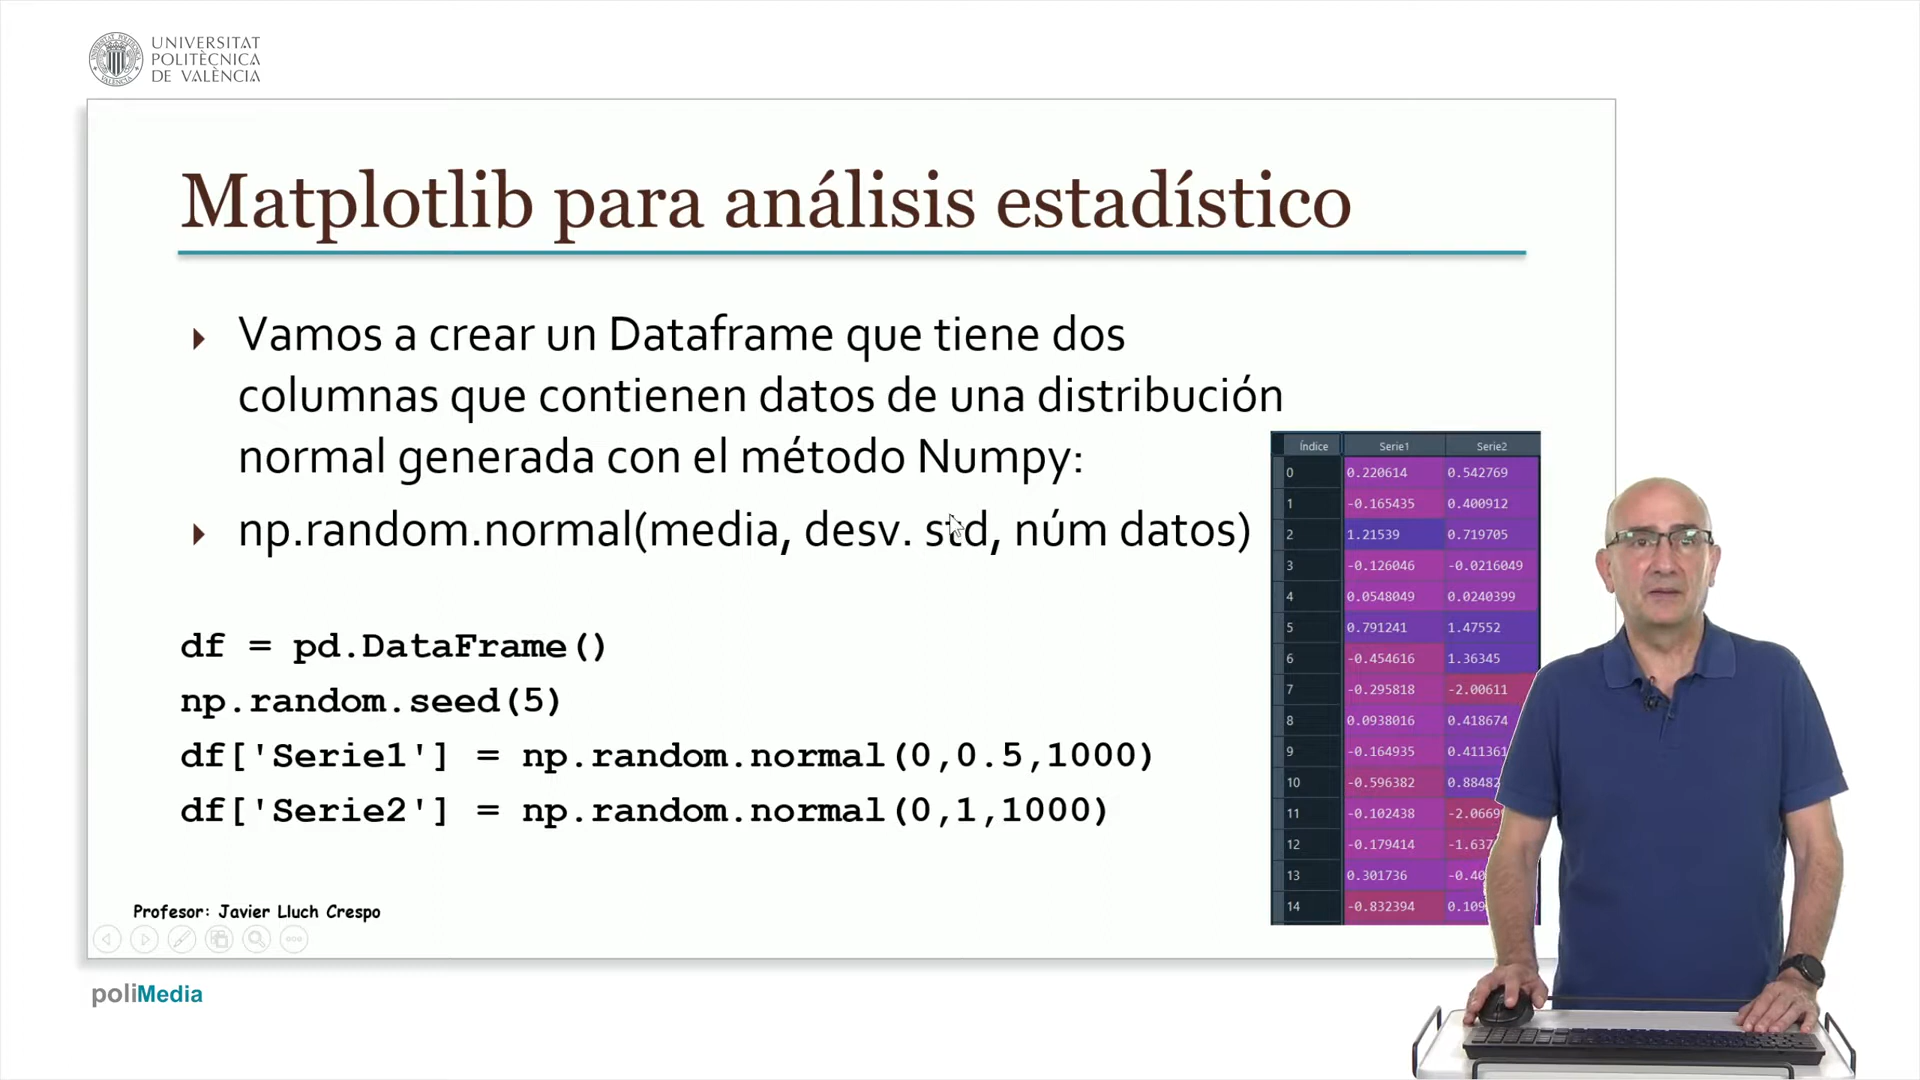 UNIVERSITAT
POLITÈCNICA
DE VALÈNCIA
Matplotlib para análisis estadístico
Vamos a crear un Dataframe que tiene dos
columnas que contienen datos de una distribución
normal generada con el método Numpy:
np.random.normal(media, desv. std, núm datos)
df = pd.DataFrame()
np.random.seed(5)
df['Serie1'] = np.random.normal(0,0.5,1000)
df['Serie2'] = np.random.normal(0,1,1000)
Índice Serie1 Serie2
0 0.220614 0.542769
1 -0.165435 0.400912
2 1.21539 0.719705
3 -0.126046 -0.0216049
4 0.0548049 0.0240399
5 0.791241 1.47552
6 -0.454616 1.36345
7 -0.295818 -2.00611
8 0.0938016 0.418674
9 -0.164935 0.411361
10 -0.596382
11 -0.102438
12 -0.179414
13 0.301736
14 -0.832394
Profesor: Javier Lluch Crespo
poliMedia